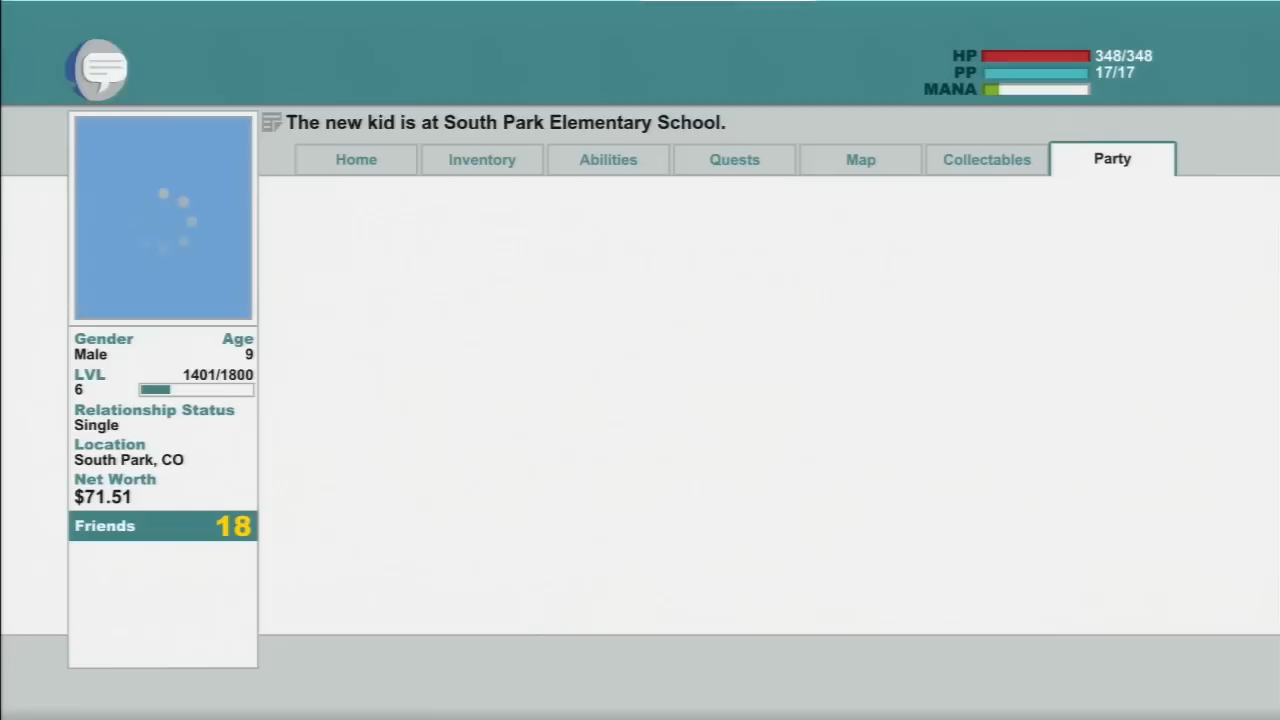 HP 348/348
PP 17/17
MANA
The new kid is at South Park Elementary School.
Home Inventory Abilities Quests Map Collectables Party
Gender Age
Male 9
LVL 1401/1800
6
Relationship Status
Single
Location
South Park, CO
Net Worth
$71.51
Friends 18